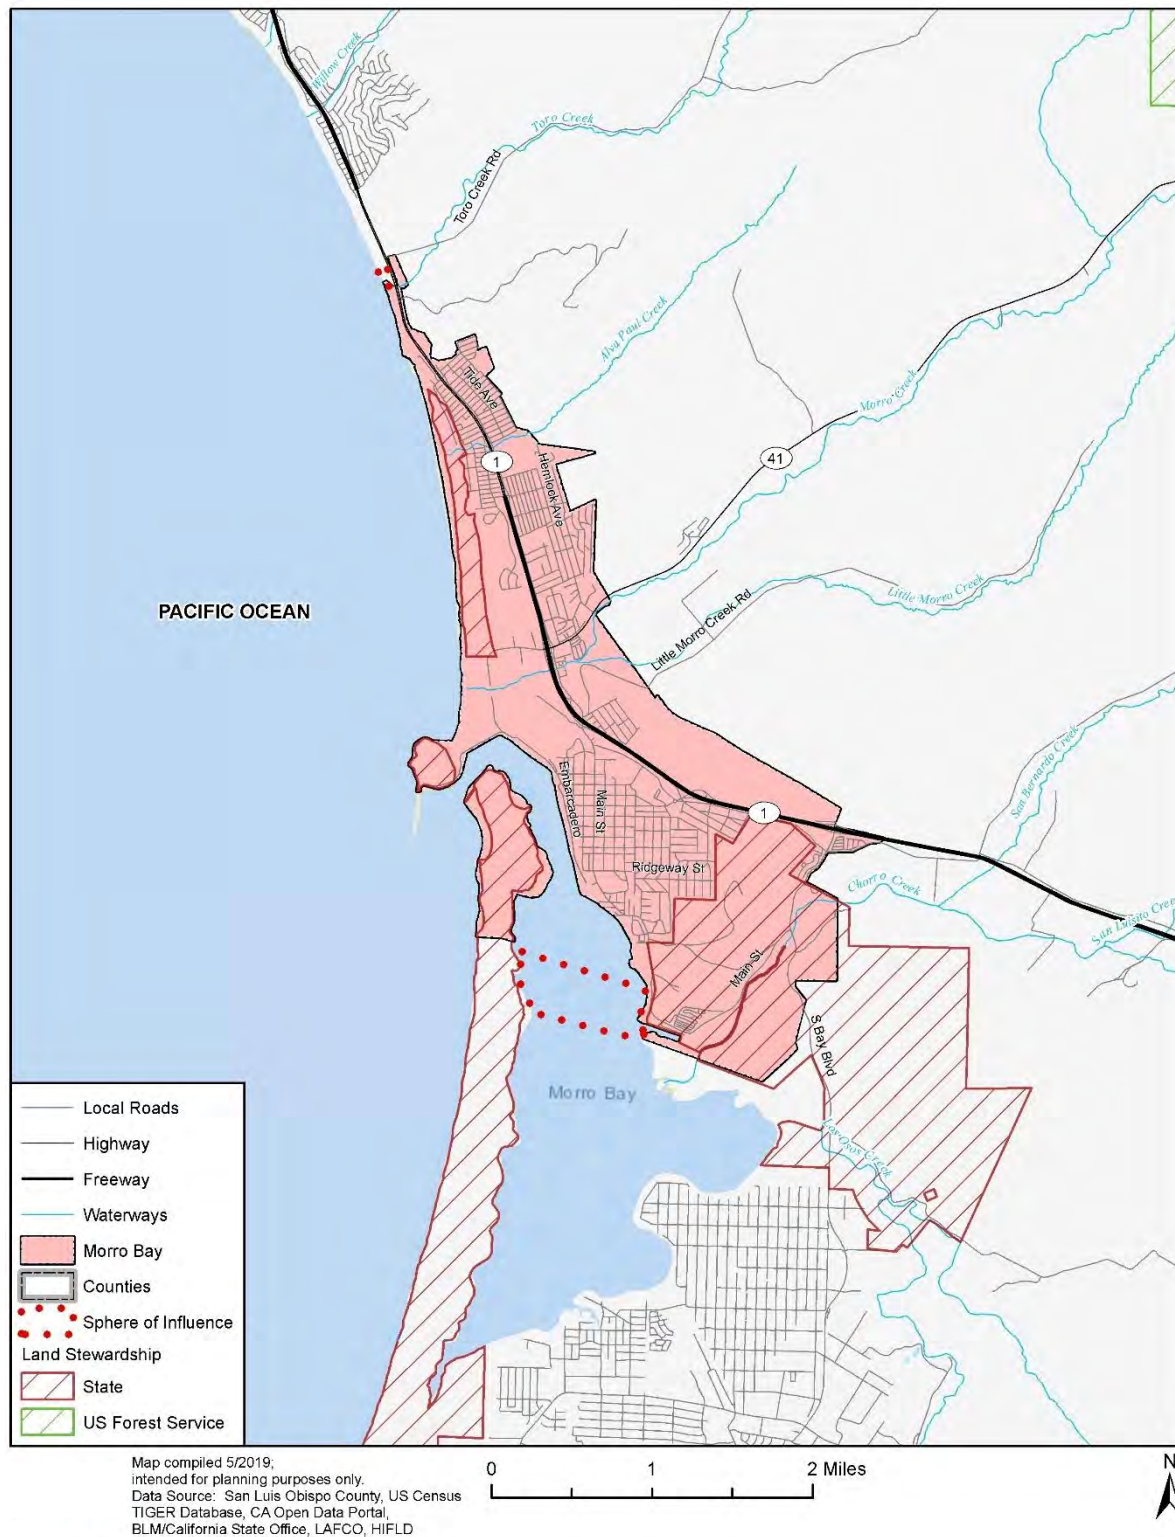 Willow Creek
Toro Creek
Toro Creek Rd
Alva Paul Creek
Tide Ave
Morro Creek
41
1
Hemlock Ave
Little Morro Creek
PACIFIC OCEAN
Little Morro Creek Rd
San Bernardo Creek
Embarcadero
Main St
1
Ridgeway St
Chorro Creek
San Luisito Creek
Main St
S Bay Blvd
Morro Bay
Los Osos Creek
Local Roads
Highway
Freeway
Waterways
Morro Bay
Counties
Sphere of Influence
Land Stewardship
State
US Forest Service
Map compiled 5/2019;
intended for planning purposes only.
Data Source: San Luis Obispo County, US Census
TIGER Database, CA Open Data Portal,
BLM/California State Office, LAFCO, HIFLD
0 1 2 Miles
N